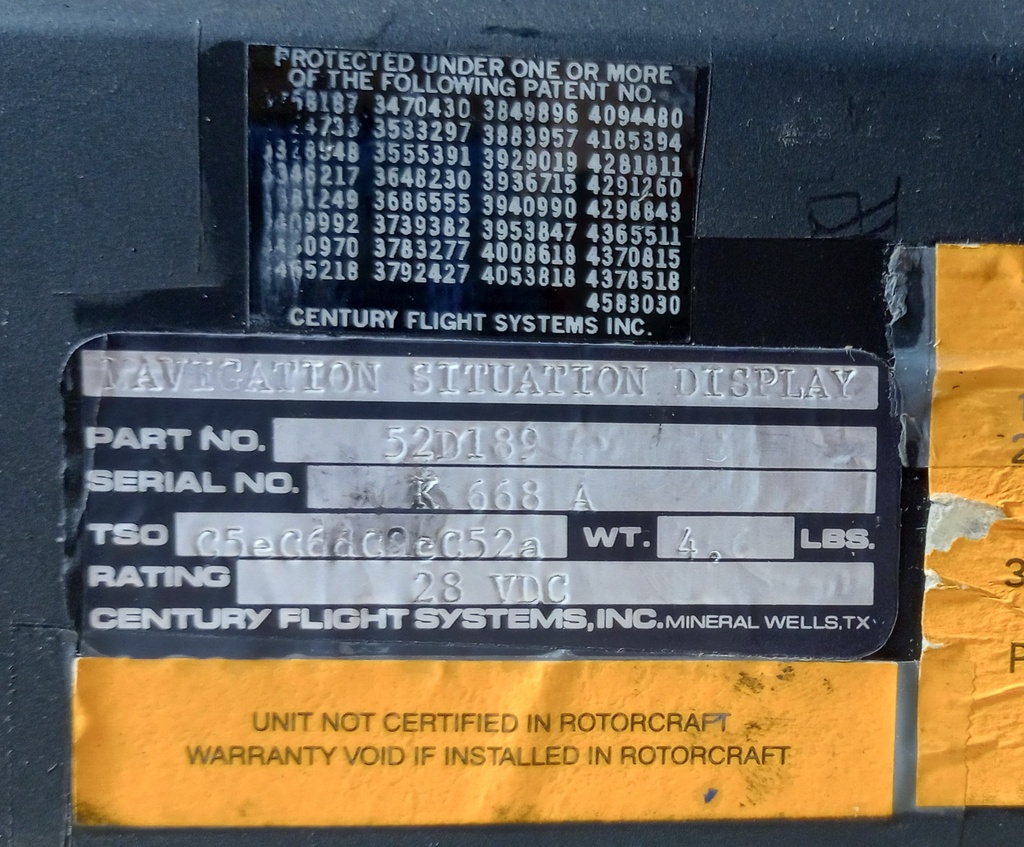 PROTECTED UNDER ONE OR MORE
OF THE FOLLOWING PATENT NO.
3470430 3849896 4094480
3533297 3883957 4185394
3555391 3929019 4281811
3648230 3936715 4291260
3686555 3940990 4298843
3739382 3953847 4365511
3783277 4008618 4370815
3792427 4053818 4378518
4583030
CENTURY FLIGHT SYSTEMS INC.
NAVIGATION SITUATION DISPLAY
PART NO. 52D189
SERIAL NO. K 668 A
TSO WT. LBS.
RATING 28 VDC
CENTURY FLIGHT SYSTEMS, INC. MINERAL WELLS, TX
UNIT NOT CERTIFIED IN ROTORCRAFT
WARRANTY VOID IF INSTALLED IN ROTORCRAFT
2
3
P